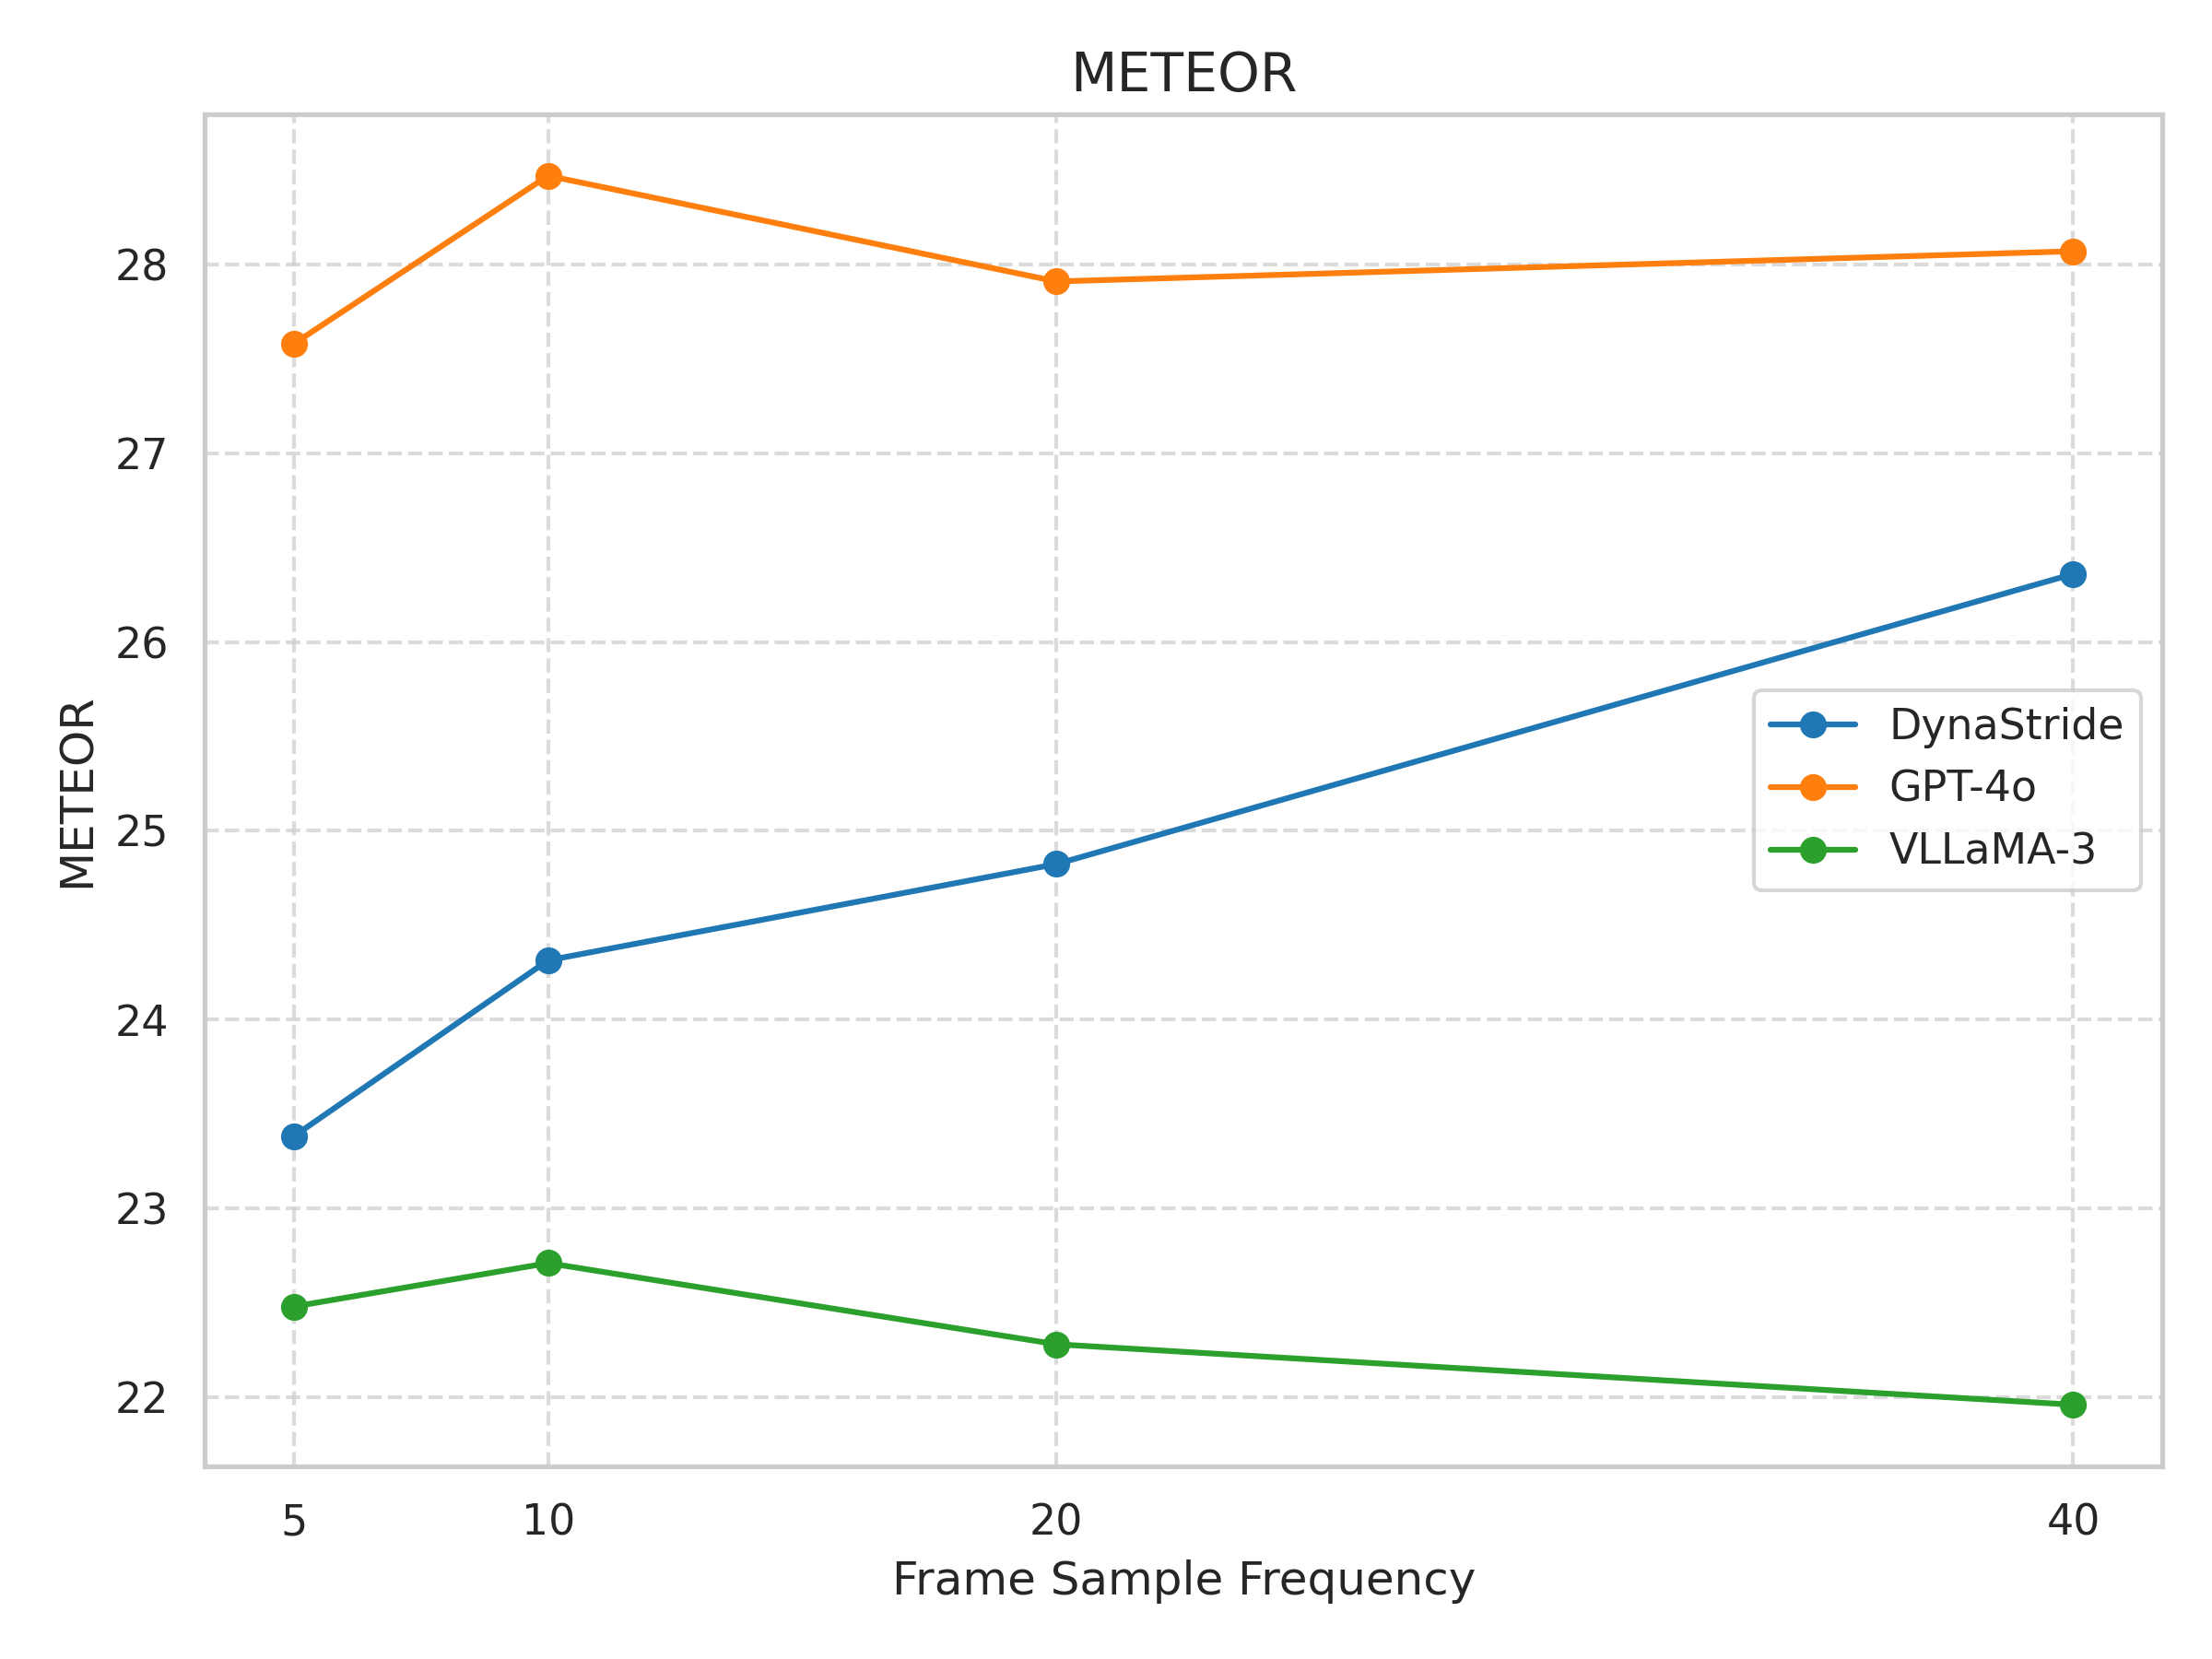 METEOR
METEOR
28
27
26
25
24
23
22
DynaStride
GPT-4o
VLLaMA-3
5 10 20 40
Frame Sample Frequency